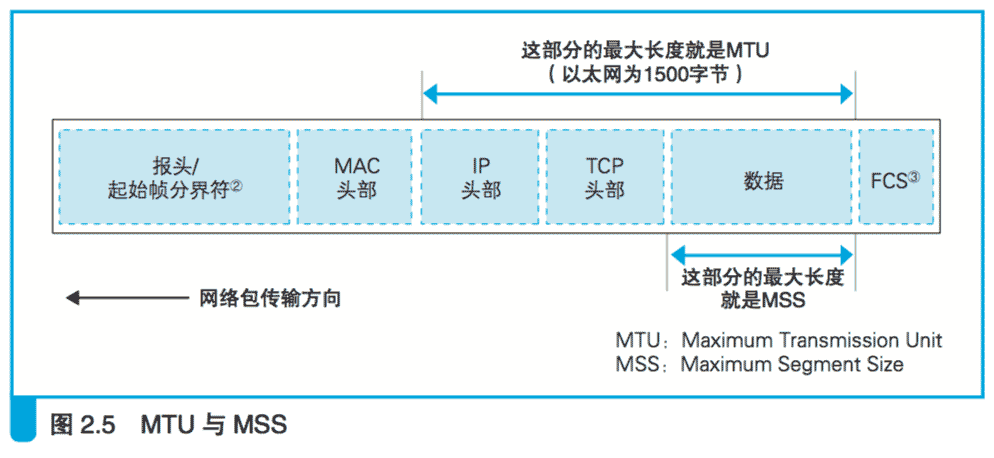 这部分的最大长度就是MTU
（以太网为1500字节）
报头/
起始帧分界符②
MAC
头部
IP
头部
TCP
头部
数据
FCS③
这部分的最大长度
就是MSS
网络包传输方向
MTU：Maximum Transmission Unit
MSS：Maximum Segment Size
图 2.5 MTU 与 MSS